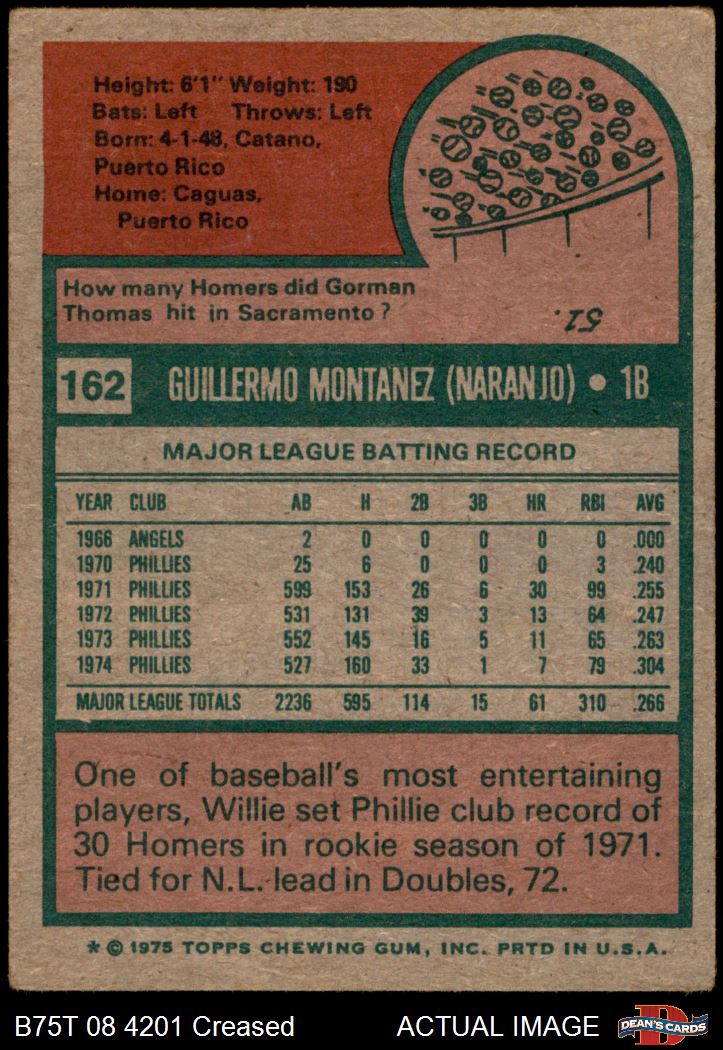 Height: 6'1" Weight: 190
Bats: Left Throws: Left
Born: 4-1-48, Catano,
Puerto Rico
Home: Caguas,
Puerto Rico
How many Homers did Gorman
Thomas hit in Sacramento?
51.
162 GUILLERMO MONTANEZ (NARANJO) • 1B
MAJOR LEAGUE BATTING RECORD
YEAR CLUB AB H 2B 3B HR RBI AVG
1966 ANGELS 2 0 0 0 0 0 .000
1970 PHILLIES 25 6 0 0 0 3 .240
1971 PHILLIES 599 153 26 6 30 99 .255
1972 PHILLIES 531 131 39 3 13 64 .247
1973 PHILLIES 552 145 16 5 11 65 .263
1974 PHILLIES 527 160 33 1 7 79 .304
MAJOR LEAGUE TOTALS 2236 595 114 15 61 310 .266
One of baseball's most entertaining
players, Willie set Phillie club record of
30 Homers in rookie season of 1971.
Tied for N.L. lead in Doubles, 72.
* © 1975 TOPPS CHEWING GUM, INC. PRTD IN U.S.A.
B75T 08 4201 Creased ACTUAL IMAGE DEAN'S CARDS